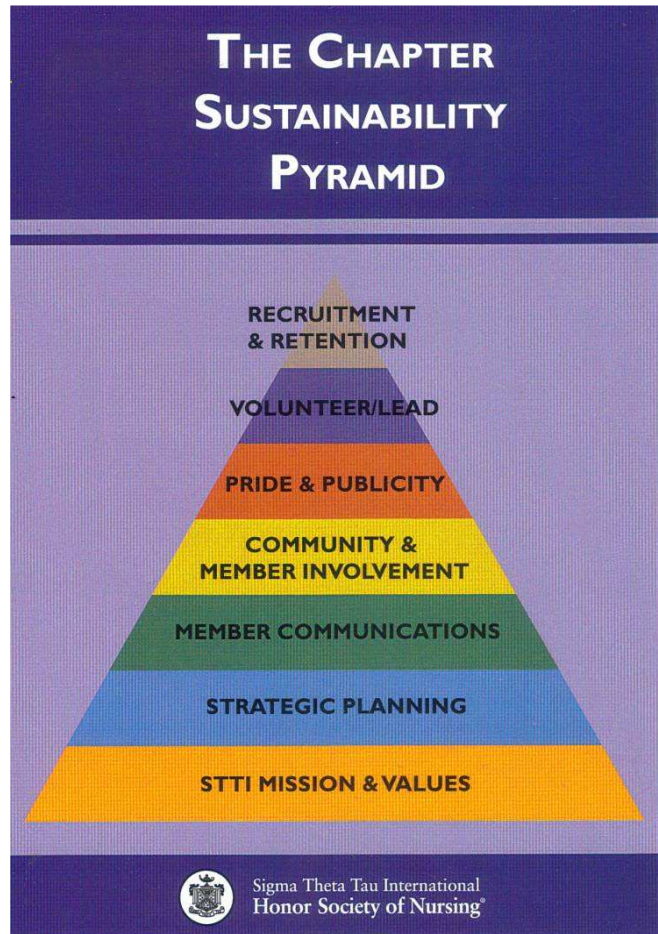 THE CHAPTER
SUSTAINABILITY
PYRAMID
RECRUITMENT
& RETENTION
VOLUNTEER/LEAD
PRIDE & PUBLICITY
COMMUNITY &
MEMBER INVOLVEMENT
MEMBER COMMUNICATIONS
STRATEGIC PLANNING
STTI MISSION & VALUES
Sigma Theta Tau International
Honor Society of Nursing®